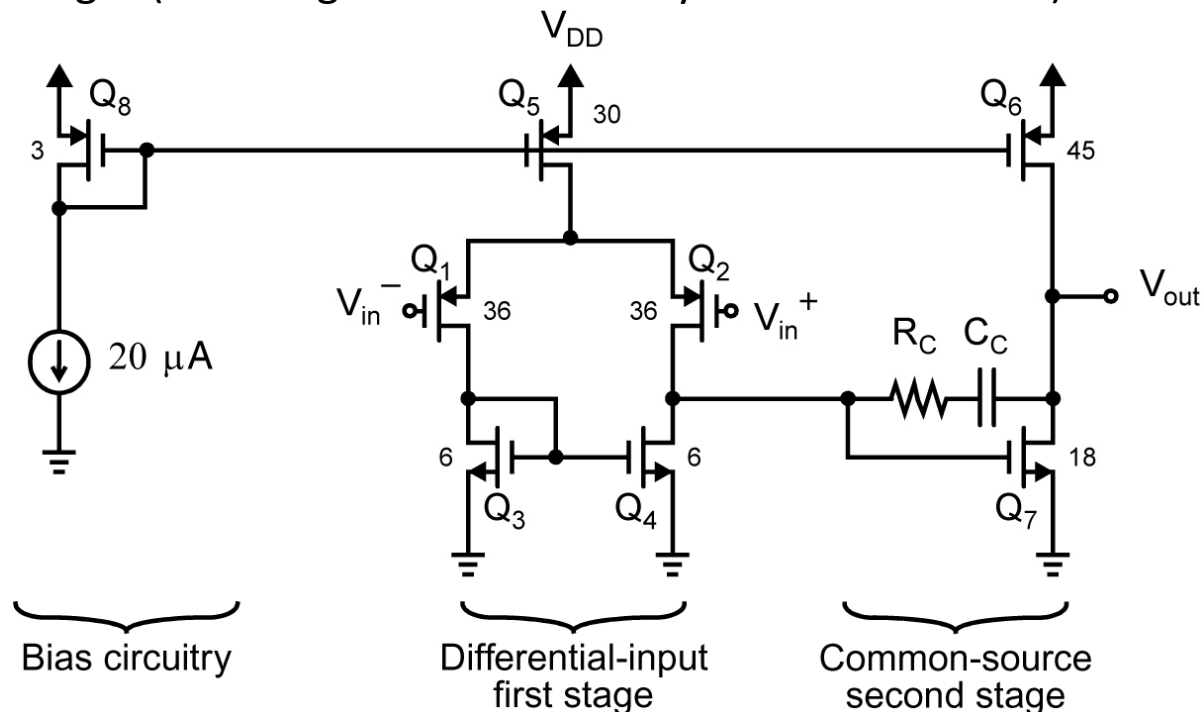 V_DD
Q_8
Q_5
Q_6
3
30
45
Q_1
Q_2
V_in^−
36
36
V_in^+
V_out
20 μA
R_C C_C
6
6
18
Q_3
Q_4
Q_7
Bias circuitry
Differential-input
first stage
Common-source
second stage